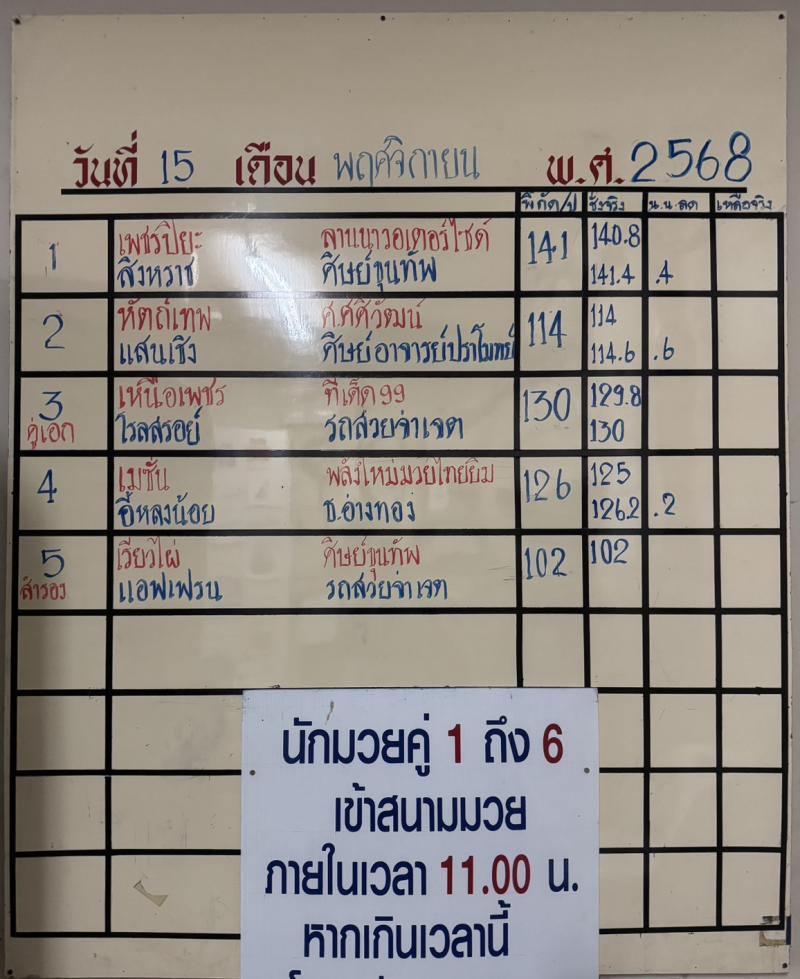 วันที่ 15 เดือน พฤศจิกายน พ.ศ. 2568
พิกัด/ป ชั่งจริง น.น.ลด เหลือจริง
1 เพชรปิยะ ลานนาวอเตอร์ไซด์ 141 140.8
สิงหราช ศิษย์ขุนทัพ 141.4 .4
2 หัตถ์เทพ ศ.ศศิวัฒน์ 114 114
แสนเชิง ศิษย์อาจารย์ปราโมทย์ 114.6 .6
3 เหนือเพชร ทีเด็ด99 130 129.8
คู่เอก โรลสรอย์ รถสวยจ่าเจต 130
4 เมซั่น พลังใหม่มวยไทยยิม 126 125
อีหลงน้อย ช.อ่างทอง 126.2 .2
5 เรียวไผ่ ศิษย์ขุนทัพ 102 102
สำรอง แอฟเฟรน รถสวยจ่าเจต
นักมวยคู่ 1 ถึง 6
เข้าสนามมวย
ภายในเวลา 11.00 น.
หากเกินเวลานี้